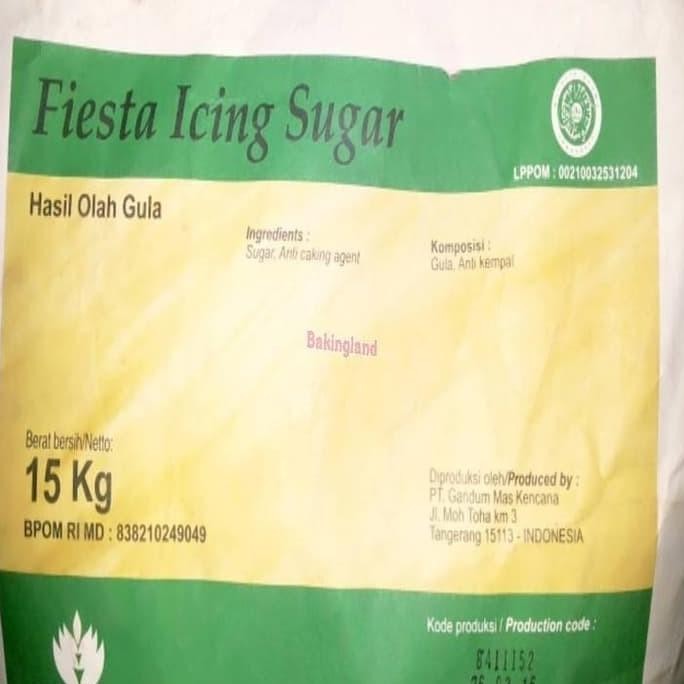 Fiesta Icing Sugar
LPPOM : 00210032531204
Hasil Olah Gula
Ingredients :
Sugar, Anti caking agent
Komposisi :
Gula, Anti kempal
Bakingland
Berat bersih/Netto:
15 Kg
BPOM RI MD : 838210249049
Diproduksi oleh/Produced by :
PT. Gandum Mas Kencana
Jl. Moh Toha km 3
Tangerang 15113 - INDONESIA
Kode produksi / Production code :
8411152